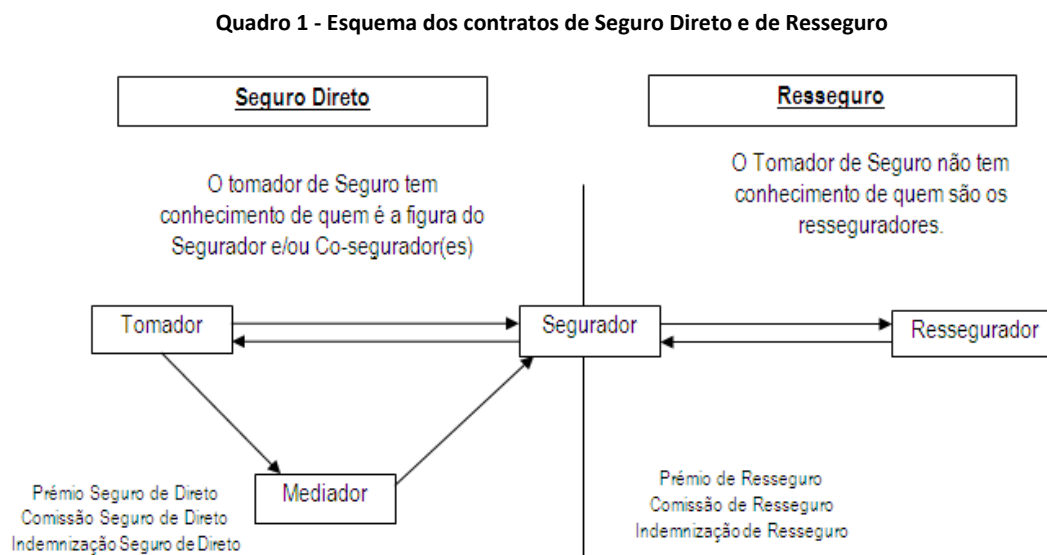 Quadro 1 - Esquema dos contratos de Seguro Direto e de Resseguro
Seguro Direto
Resseguro
O tomador de Seguro tem
conhecimento de quem é a figura do
Segurador e/ou Co-segurador(es)
O Tomador de Seguro não tem
conhecimento de quem são os
resseguradores.
Tomador
Segurador
Ressegurador
Mediador
Prémio Seguro de Direto
Comissão Seguro de Direto
Indemnização Seguro de Direto
Prémio de Resseguro
Comissão de Resseguro
Indemnização de Resseguro